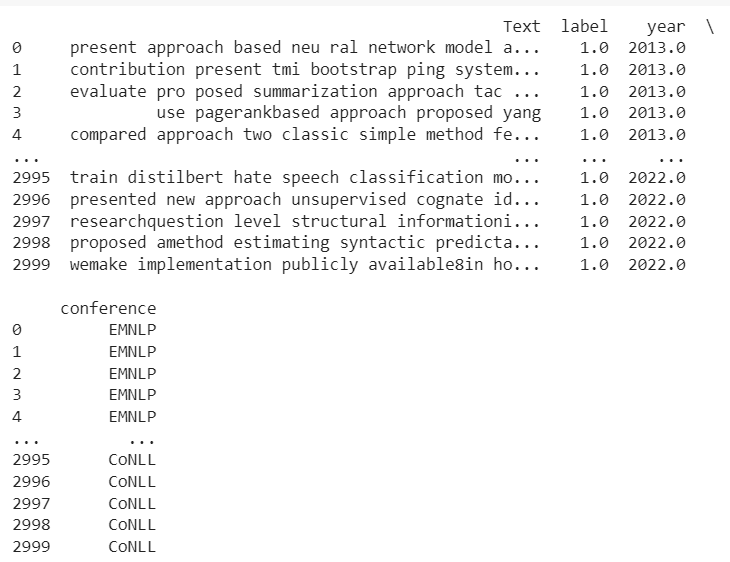 Text label year \
0 present approach based neu ral network model a... 1.0 2013.0
1 contribution present tmi bootstrap ping system... 1.0 2013.0
2 evaluate pro posed summarization approach tac ... 1.0 2013.0
3 use pagerankbased approach proposed yang 1.0 2013.0
4 compared approach two classic simple method fe... 1.0 2013.0
... ... ... ...
2995 train distilbert hate speech classification mo... 1.0 2022.0
2996 presented new approach unsupervised cognate id... 1.0 2022.0
2997 researchquestion level structural informationi... 1.0 2022.0
2998 proposed amethod estimating syntactic predicta... 1.0 2022.0
2999 wemake implementation publicly available8in ho... 1.0 2022.0
conference
0 EMNLP
1 EMNLP
2 EMNLP
3 EMNLP
4 EMNLP
... ...
2995 CoNLL
2996 CoNLL
2997 CoNLL
2998 CoNLL
2999 CoNLL